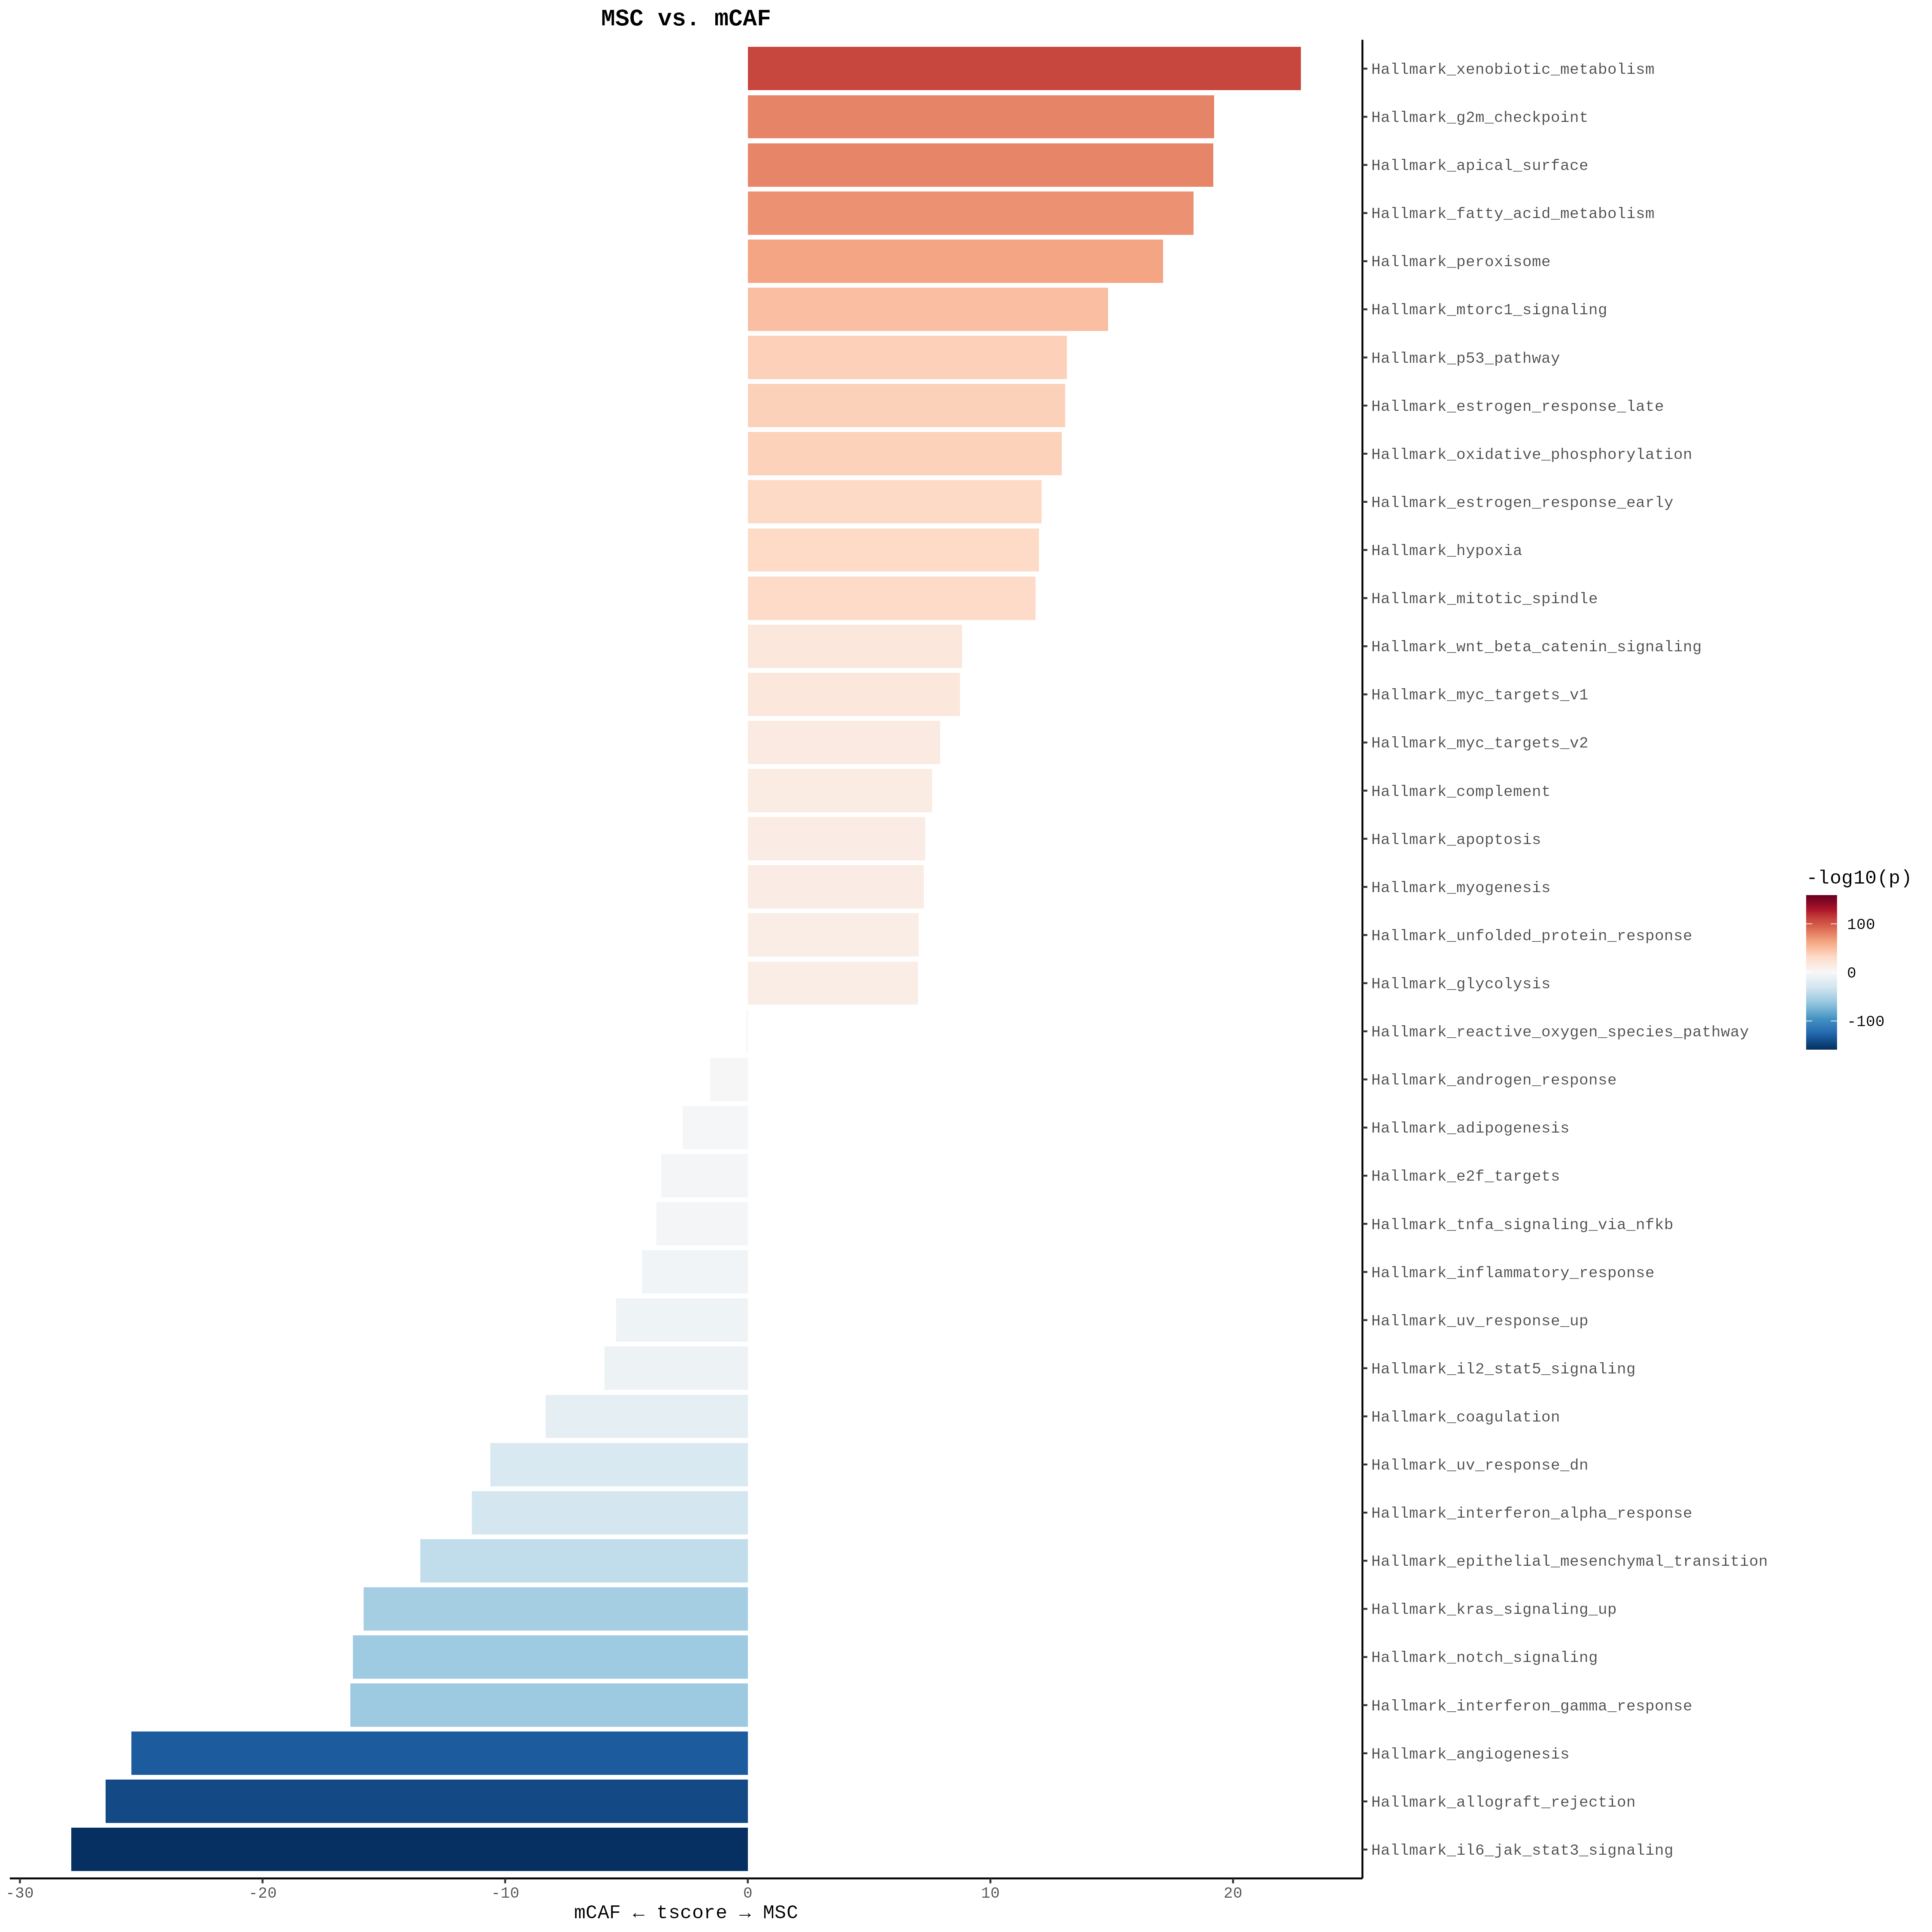 MSC vs. mCAF
Hallmark_xenobiotic_metabolism
Hallmark_g2m_checkpoint
Hallmark_apical_surface
Hallmark_fatty_acid_metabolism
Hallmark_peroxisome
Hallmark_mtorc1_signaling
Hallmark_p53_pathway
Hallmark_estrogen_response_late
Hallmark_oxidative_phosphorylation
Hallmark_estrogen_response_early
Hallmark_hypoxia
Hallmark_mitotic_spindle
Hallmark_wnt_beta_catenin_signaling
Hallmark_myc_targets_v1
Hallmark_myc_targets_v2
Hallmark_complement
Hallmark_apoptosis
Hallmark_myogenesis
Hallmark_unfolded_protein_response
Hallmark_glycolysis
Hallmark_reactive_oxygen_species_pathway
Hallmark_androgen_response
Hallmark_adipogenesis
Hallmark_e2f_targets
Hallmark_tnfa_signaling_via_nfkb
Hallmark_inflammatory_response
Hallmark_uv_response_up
Hallmark_il2_stat5_signaling
Hallmark_coagulation
Hallmark_uv_response_dn
Hallmark_interferon_alpha_response
Hallmark_epithelial_mesenchymal_transition
Hallmark_kras_signaling_up
Hallmark_notch_signaling
Hallmark_interferon_gamma_response
Hallmark_angiogenesis
Hallmark_allograft_rejection
Hallmark_il6_jak_stat3_signaling
-30 -20 -10 0 10 20
mCAF ← tscore → MSC
-log10(p)
100
0
-100